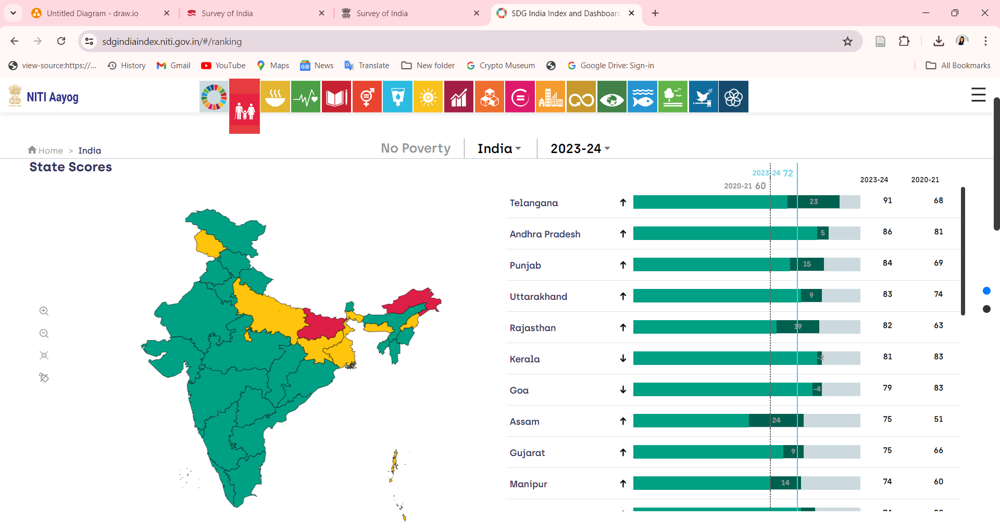 Untitled Diagram - draw.io
Survey of India
Survey of India
SDG India Index and Dashboard
sdgindiaindex.niti.gov.in/#/ranking
view-source:https://... History Gmail YouTube Maps News Translate New folder Crypto Museum Google Drive: Sign-in All Bookmarks
NITI Aayog
Home > India
No Poverty India 2023-24
State Scores
2023-24 72
2020-21 60
2023-24 2020-21
Telangana 23 91 68
Andhra Pradesh 5 86 81
Punjab 15 84 69
Uttarakhand 9 83 74
Rajasthan 19 82 63
Kerala -2 81 83
Goa -4 79 83
Assam 24 75 51
Gujarat 9 75 66
Manipur 14 74 60